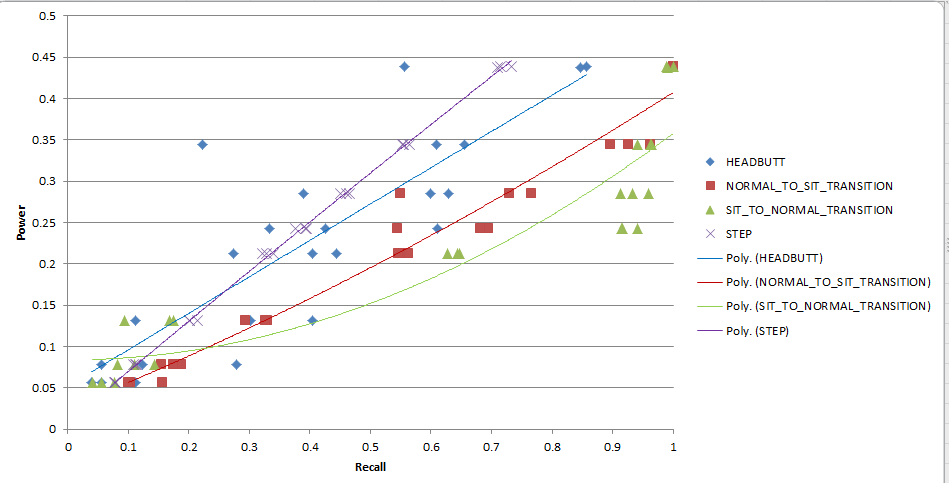 0.5
0.45
0.4
0.35
0.3
0.25
0.2
0.15
0.1
0.05
0
Power
0 0.1 0.2 0.3 0.4 0.5 0.6 0.7 0.8 0.9 1
Recall
HEADBUTT
NORMAL_TO_SIT_TRANSITION
SIT_TO_NORMAL_TRANSITION
STEP
Poly. (HEADBUTT)
Poly. (NORMAL_TO_SIT_TRANSITION)
Poly. (SIT_TO_NORMAL_TRANSITION)
Poly. (STEP)